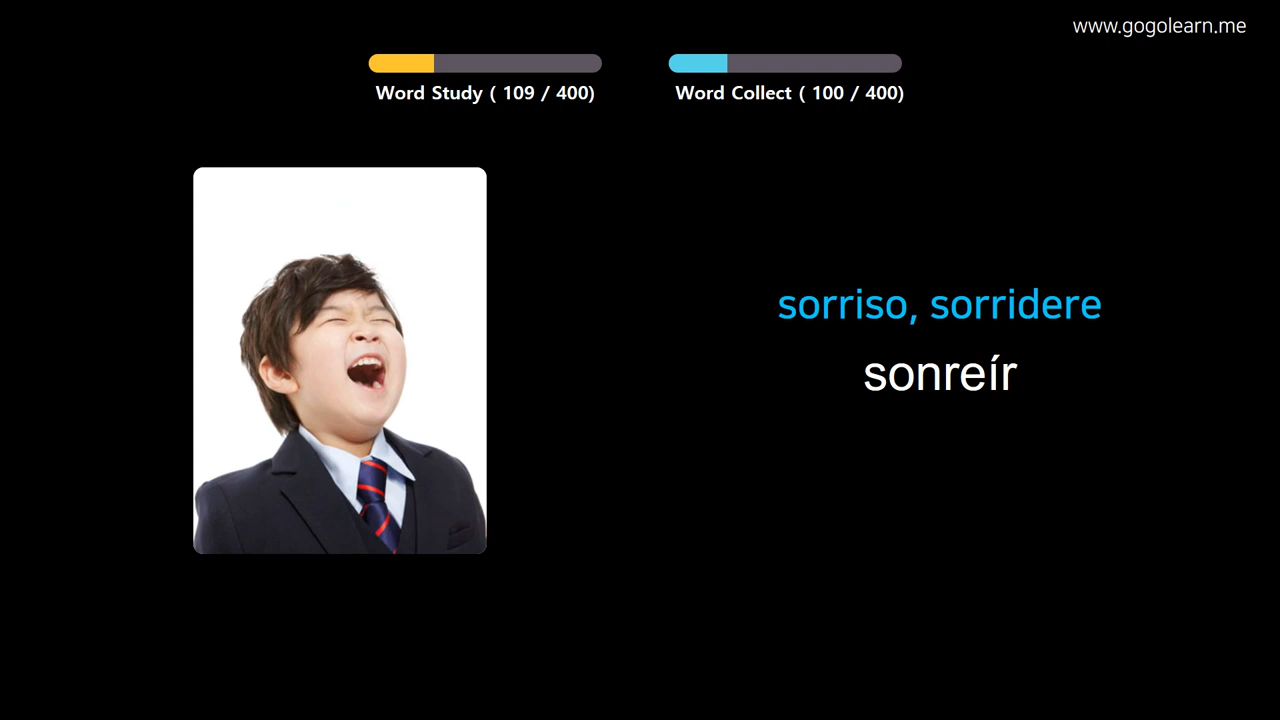 www.gogolearn.me
Word Study ( 109 / 400)
Word Collect ( 100 / 400)
sorriso, sorridere
sonreír